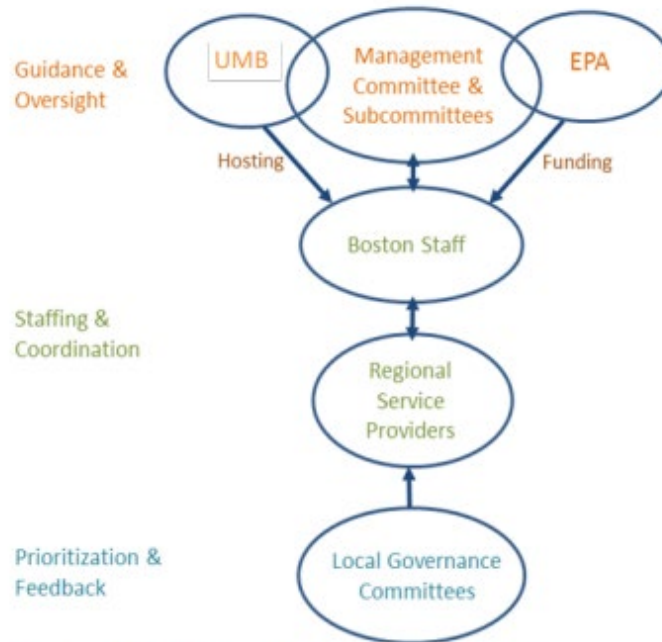 Guidance &
Oversight
UMB
Management
Committee &
Subcommittees
EPA
Hosting
Funding
Boston Staff
Staffing &
Coordination
Regional
Service
Providers
Prioritization &
Feedback
Local Governance
Committees